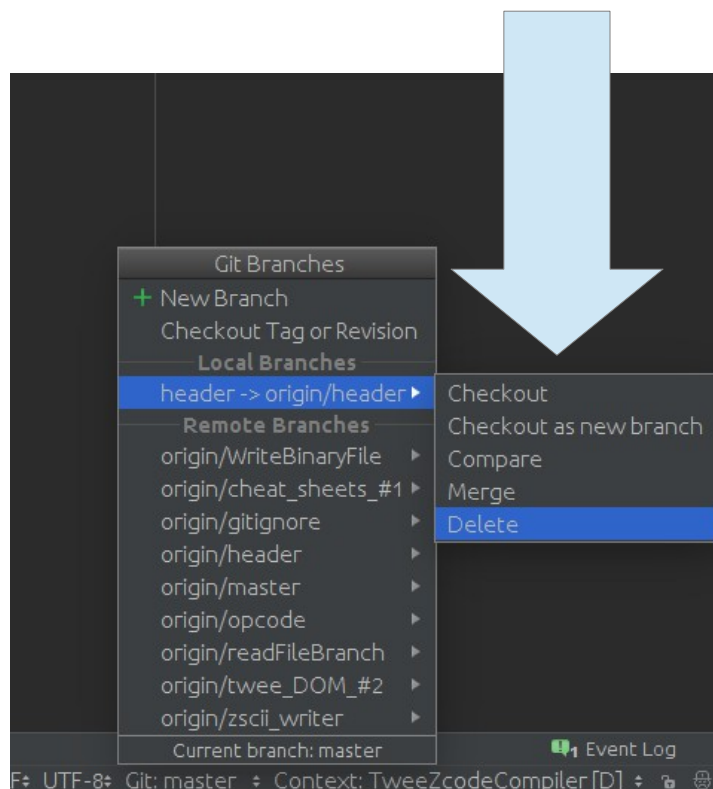 Git Branches
+ New Branch
Checkout Tag or Revision
Local Branches
header -> origin/header
Remote Branches
origin/WriteBinaryFile
origin/cheat_sheets_#1
origin/gitignore
origin/header
origin/master
origin/opcode
origin/readFileBranch
origin/twee_DOM_#2
origin/zscii_writer
Current branch: master
Checkout
Checkout as new branch
Compare
Merge
Delete
1 Event Log
F UTF-8 Git: master Context: TweeZcodeCompiler [D]